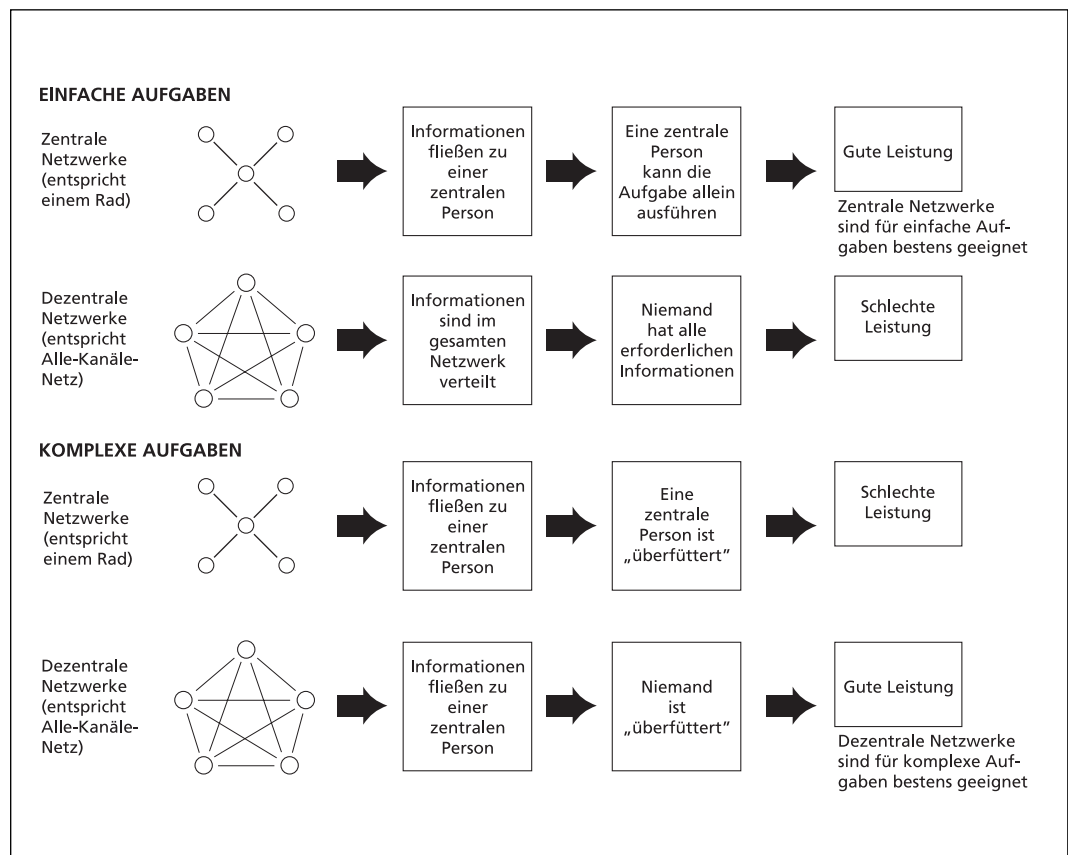 EINFACHE AUFGABEN
Zentrale
Netzwerke
(entspricht
einem Rad)
Informationen
fließen zu
einer
zentralen
Person
Eine zentrale
Person
kann die
Aufgabe allein
ausführen
Gute Leistung
Zentrale Netzwerke
sind für einfache Auf-
gaben bestens geeignet
Dezentrale
Netzwerke
(entspricht
Alle-Kanäle-
Netz)
Informationen
sind im
gesamten
Netzwerk
verteilt
Niemand
hat alle
erforderlichen
Informationen
Schlechte
Leistung
KOMPLEXE AUFGABEN
Zentrale
Netzwerke
(entspricht
einem Rad)
Informationen
fließen zu
einer
zentralen
Person
Eine
zentrale
Person ist
„überfüttert”
Schlechte
Leistung
Dezentrale
Netzwerke
(entspricht
Alle-Kanäle-
Netz)
Informationen
fließen zu
einer
zentralen
Person
Niemand
ist
„überfüttert”
Gute Leistung
Dezentrale Netzwerke
sind für komplexe Auf-
gaben bestens geeignet